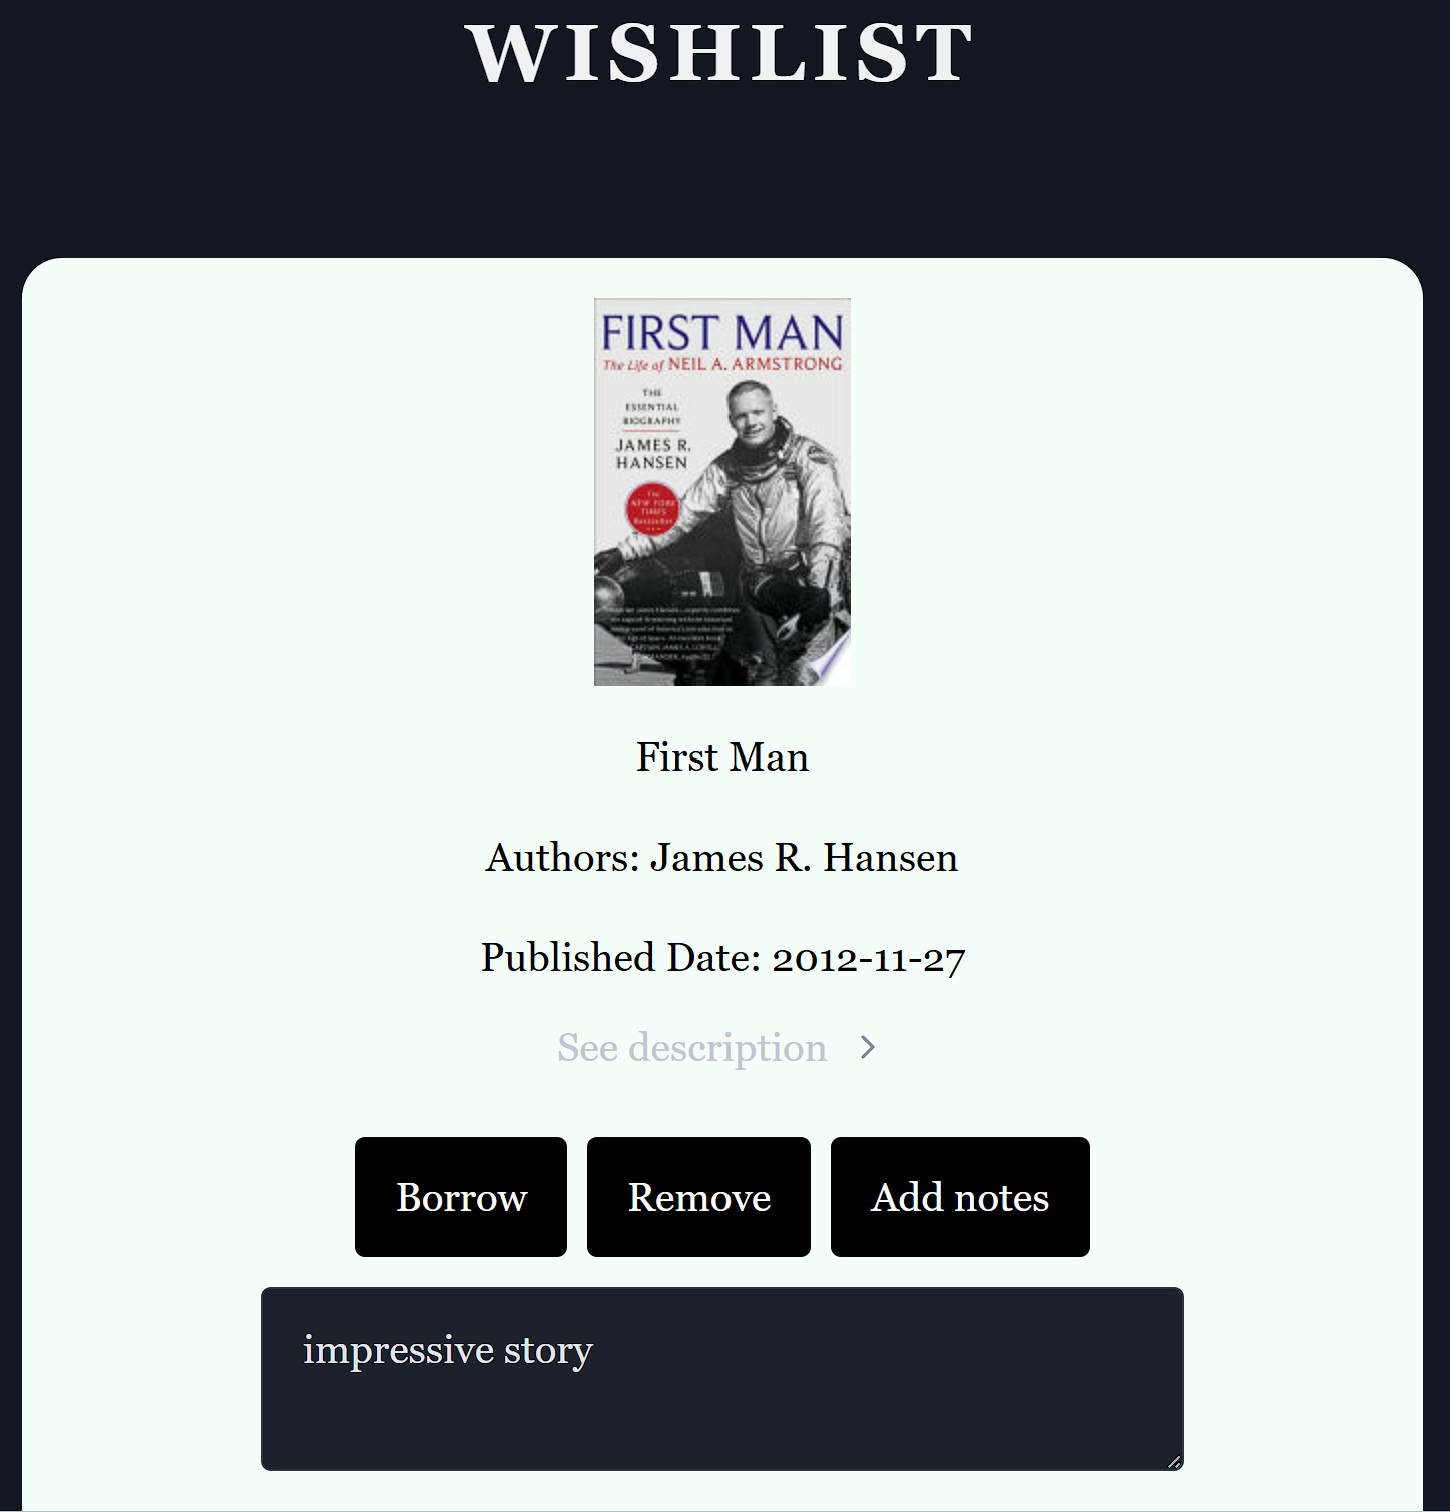 WISHLIST
FIRST MAN
The Life of NEIL A. ARMSTRONG
THE
ESSENTIAL
BIOGRAPHY
JAMES R.
HANSEN
The
NEW YORK
TIMES
Bestseller
First Man
Authors: James R. Hansen
Published Date: 2012-11-27
See description
Borrow
Remove
Add notes
impressive story